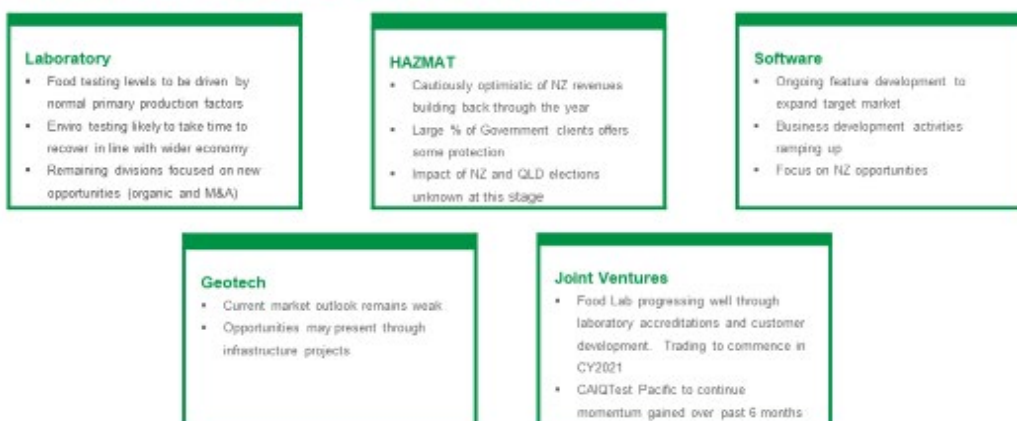 Laboratory
▪ Food testing levels to be driven by
normal primary production factors
▪ Enviro testing likely to take time to
recover in line with wider economy
▪ Remaining divisions focused on new
opportunities (organic and M&A)
HAZMAT
▪ Cautiously optimistic of NZ revenues
building back through the year
▪ Large % of Government clients offers
some protection
▪ Impact of NZ and QLD elections
unknown at this stage
Software
▪ Ongoing feature development to
expand target market
▪ Business development activities
ramping up
▪ Focus on NZ opportunities
Geotech
▪ Current market outlook remains weak
▪ Opportunities may present through
infrastructure projects
Joint Ventures
▪ Food Lab progressing well through
laboratory accreditations and customer
development. Trading to commence in
CY2021
▪ CAIQTest Pacific to continue
momentum gained over past 6 months